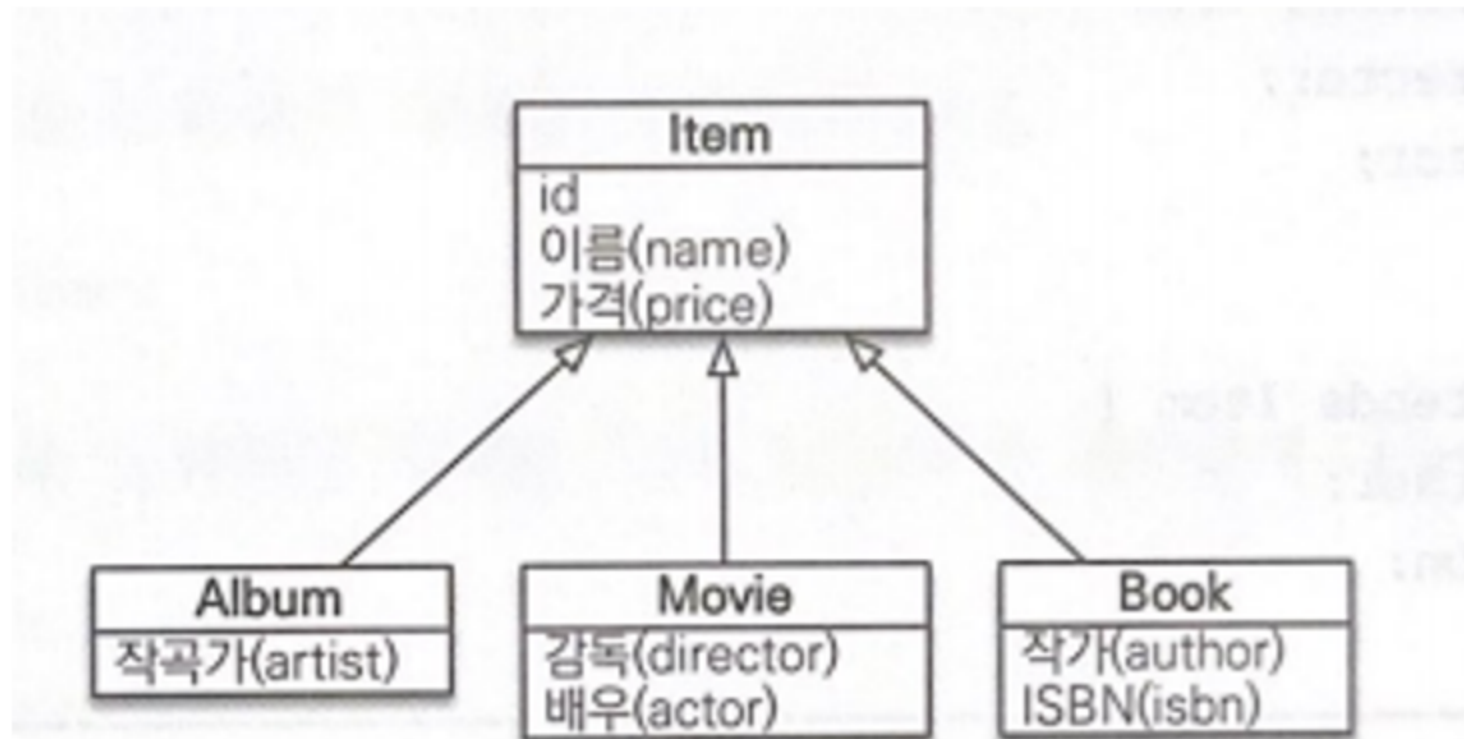 Item
id
이름(name)
가격(price)
Album
작곡가(artist)
Movie
감독(director)
배우(actor)
Book
작가(author)
ISBN(isbn)